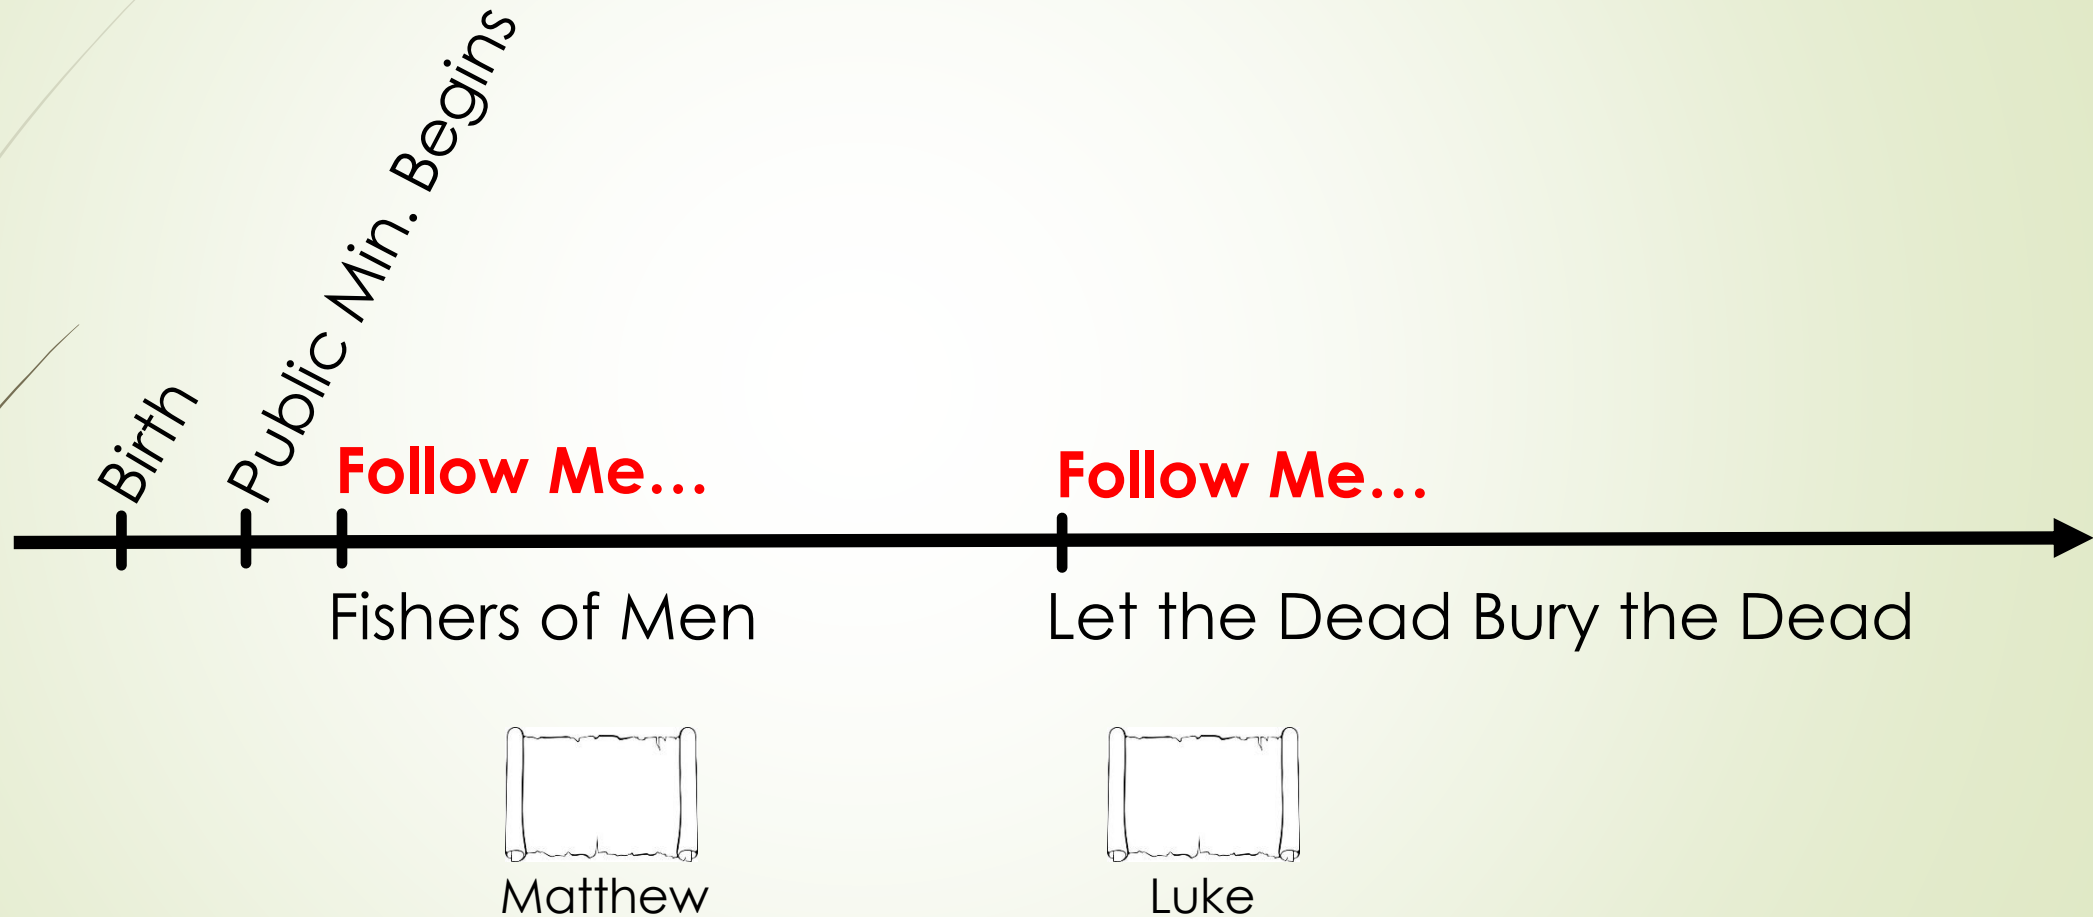 Birth
Public Min. Begins
Follow Me...
Follow Me...
Fishers of Men
Let the Dead Bury the Dead
Matthew
Luke